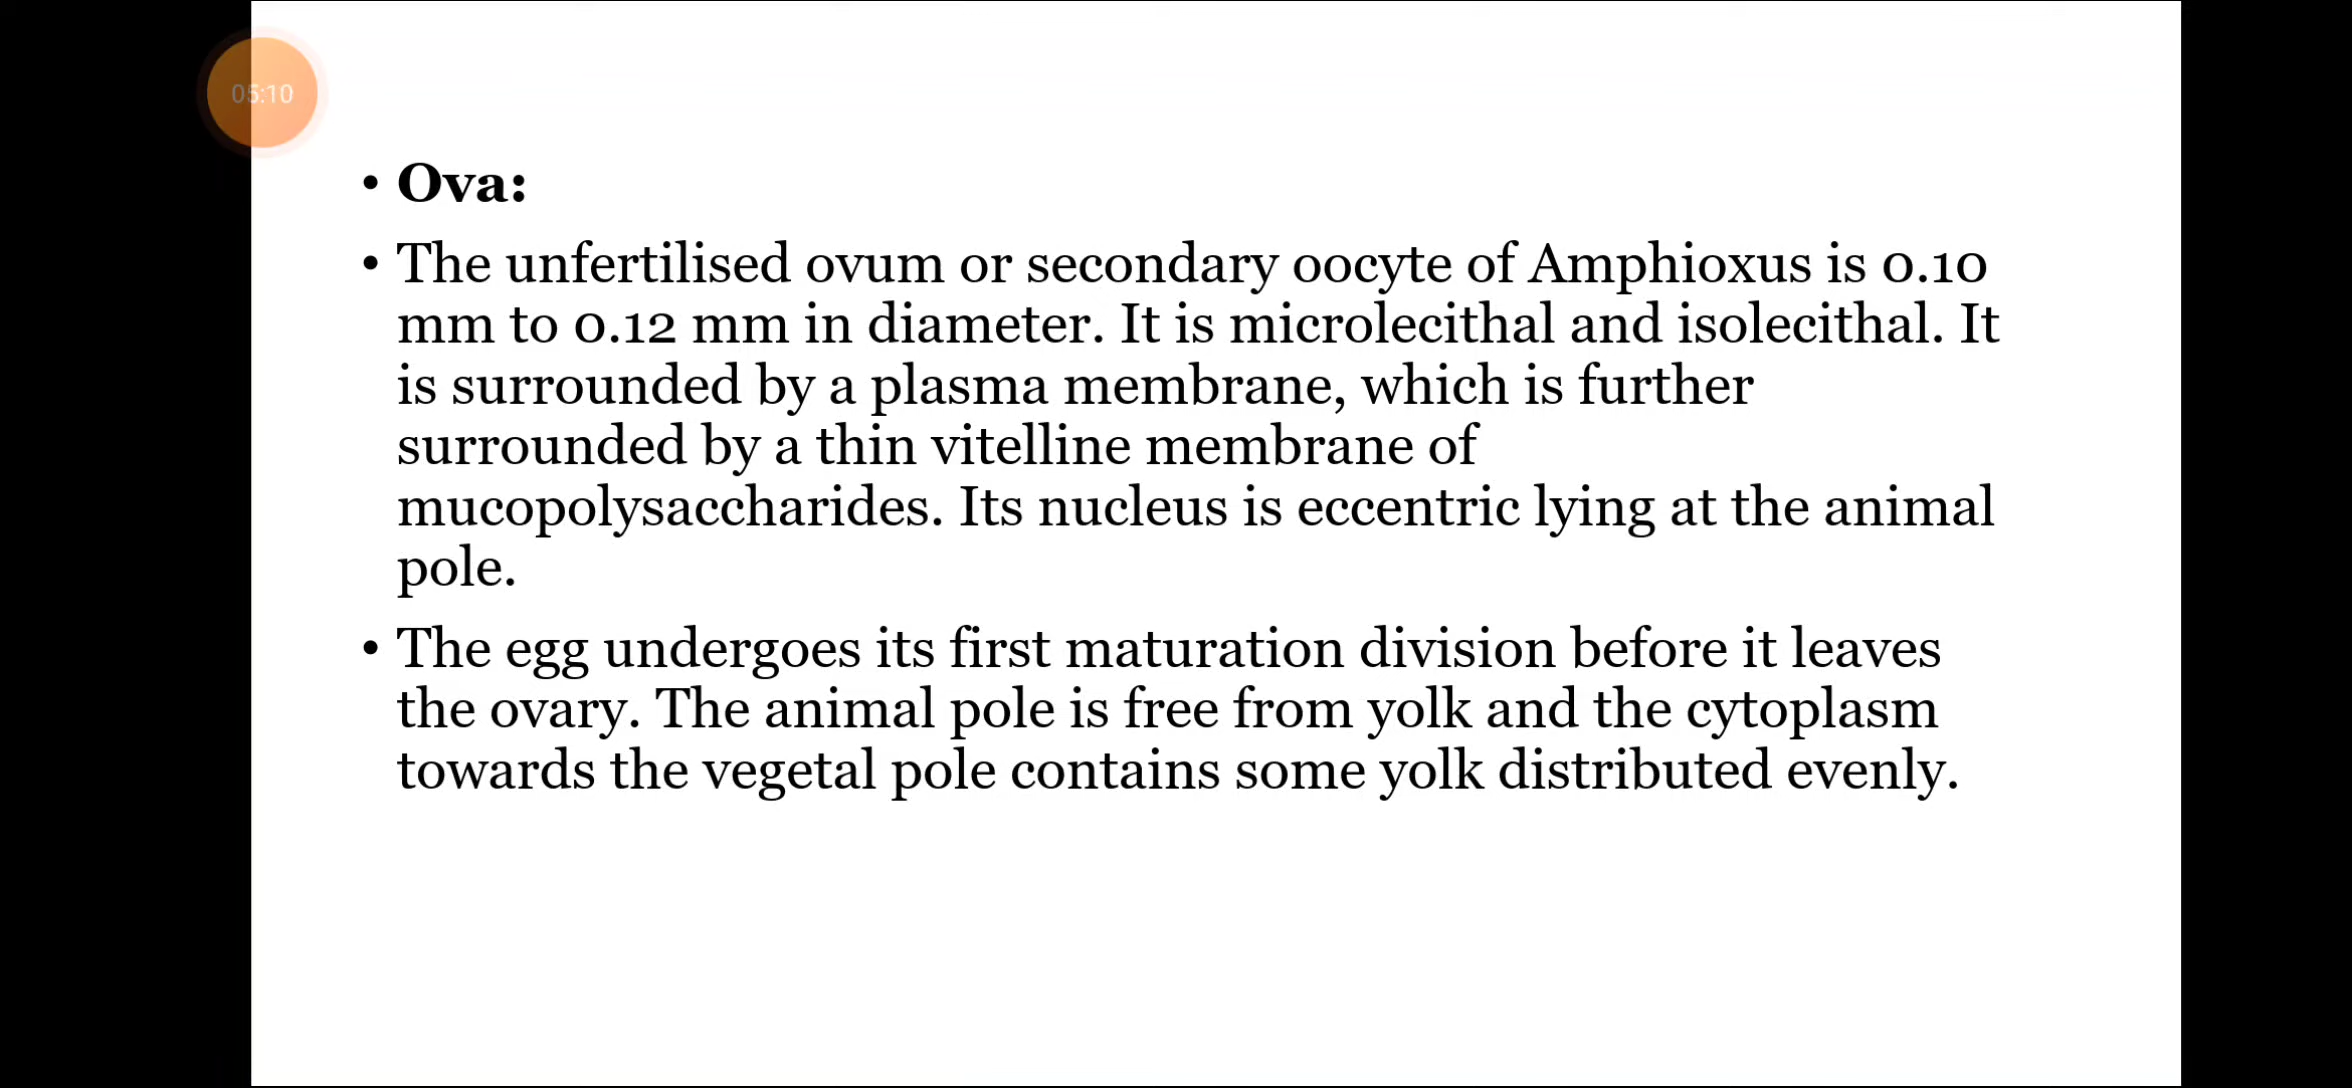 05:10
• Ova:
• The unfertilised ovum or secondary oocyte of Amphioxus is 0.10
mm to 0.12 mm in diameter. It is microlecithal and isolecithal. It
is surrounded by a plasma membrane, which is further
surrounded by a thin vitelline membrane of
mucopolysaccharides. Its nucleus is eccentric lying at the animal
pole.
• The egg undergoes its first maturation division before it leaves
the ovary. The animal pole is free from yolk and the cytoplasm
towards the vegetal pole contains some yolk distributed evenly.